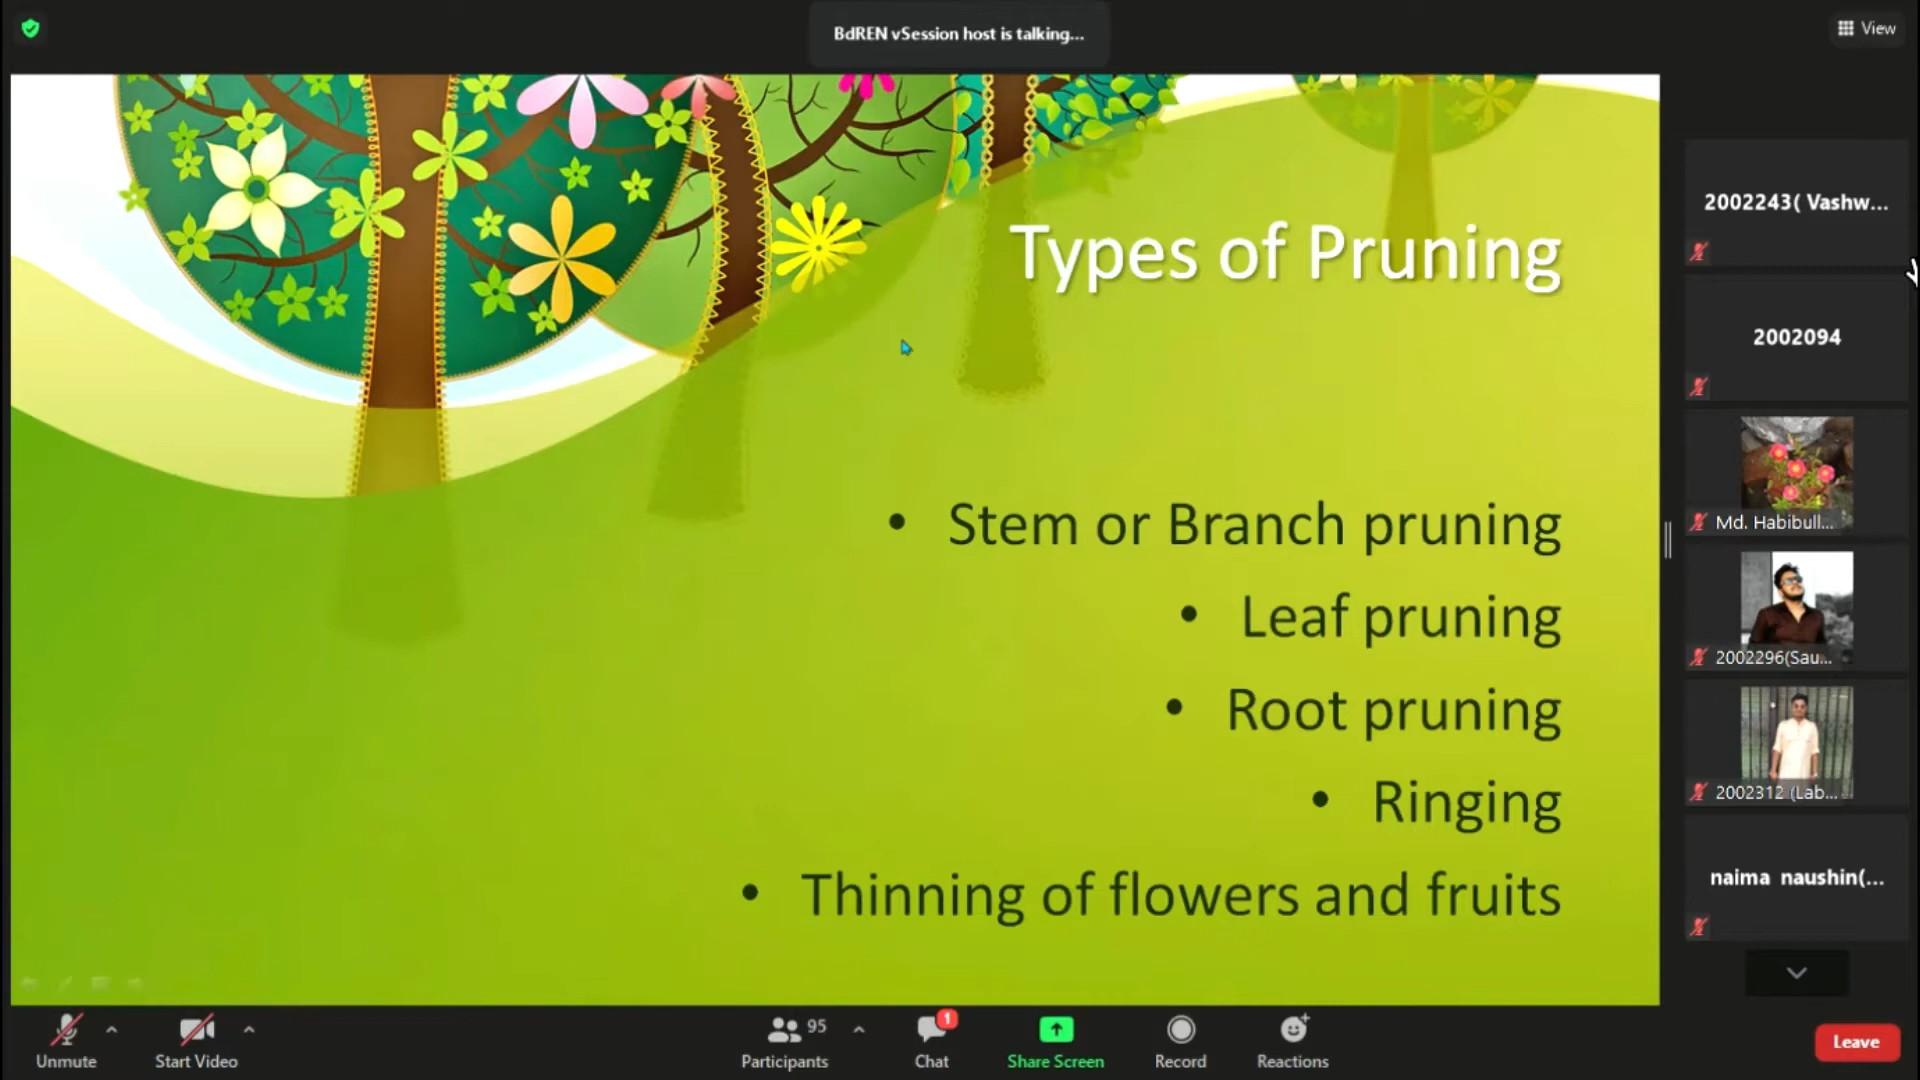 BdREN vSession host is talking...
View
Types of Pruning
• Stem or Branch pruning
• Leaf pruning
• Root pruning
• Ringing
• Thinning of flowers and fruits
2002243( Vashw...
2002094
Md. Habibull...
2002296(Sau...
2002312 (Lab...
naima naushin(...
Unmute
Start Video
95
Participants
1
Chat
Share Screen
Record
Reactions
Leave